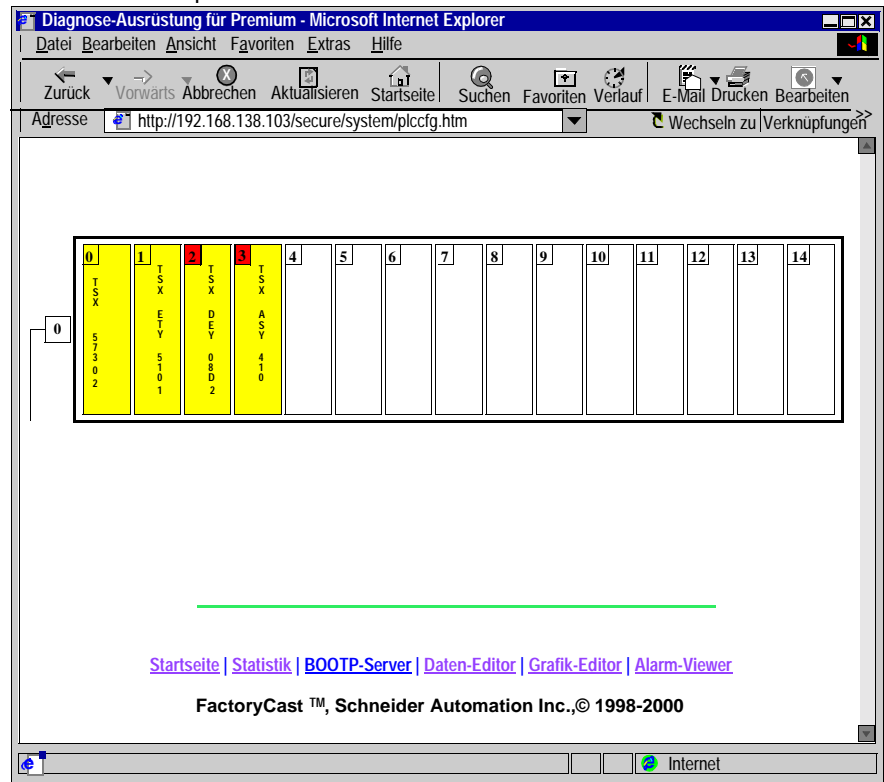 Diagnose-Ausrüstung für Premium - Microsoft Internet Explorer
Datei Bearbeiten Ansicht Favoriten Extras Hilfe
Zurück Vorwärts Abbrechen Aktualisieren Startseite Suchen Favoriten Verlauf E-Mail Drucken Bearbeiten
Adresse http://192.168.138.103/secure/system/plccfg.htm Wechseln zu Verknüpfungen >>
0 1 2 3 4 5 6 7 8 9 10 11 12 13 14
0
TSX 57302
TSX ETY 5101
TSX DEY 08D2
TSX ASY 410
Startseite | Statistik | BOOTP-Server | Daten-Editor | Grafik-Editor | Alarm-Viewer
FactoryCast ™, Schneider Automation Inc.,© 1998-2000
Internet